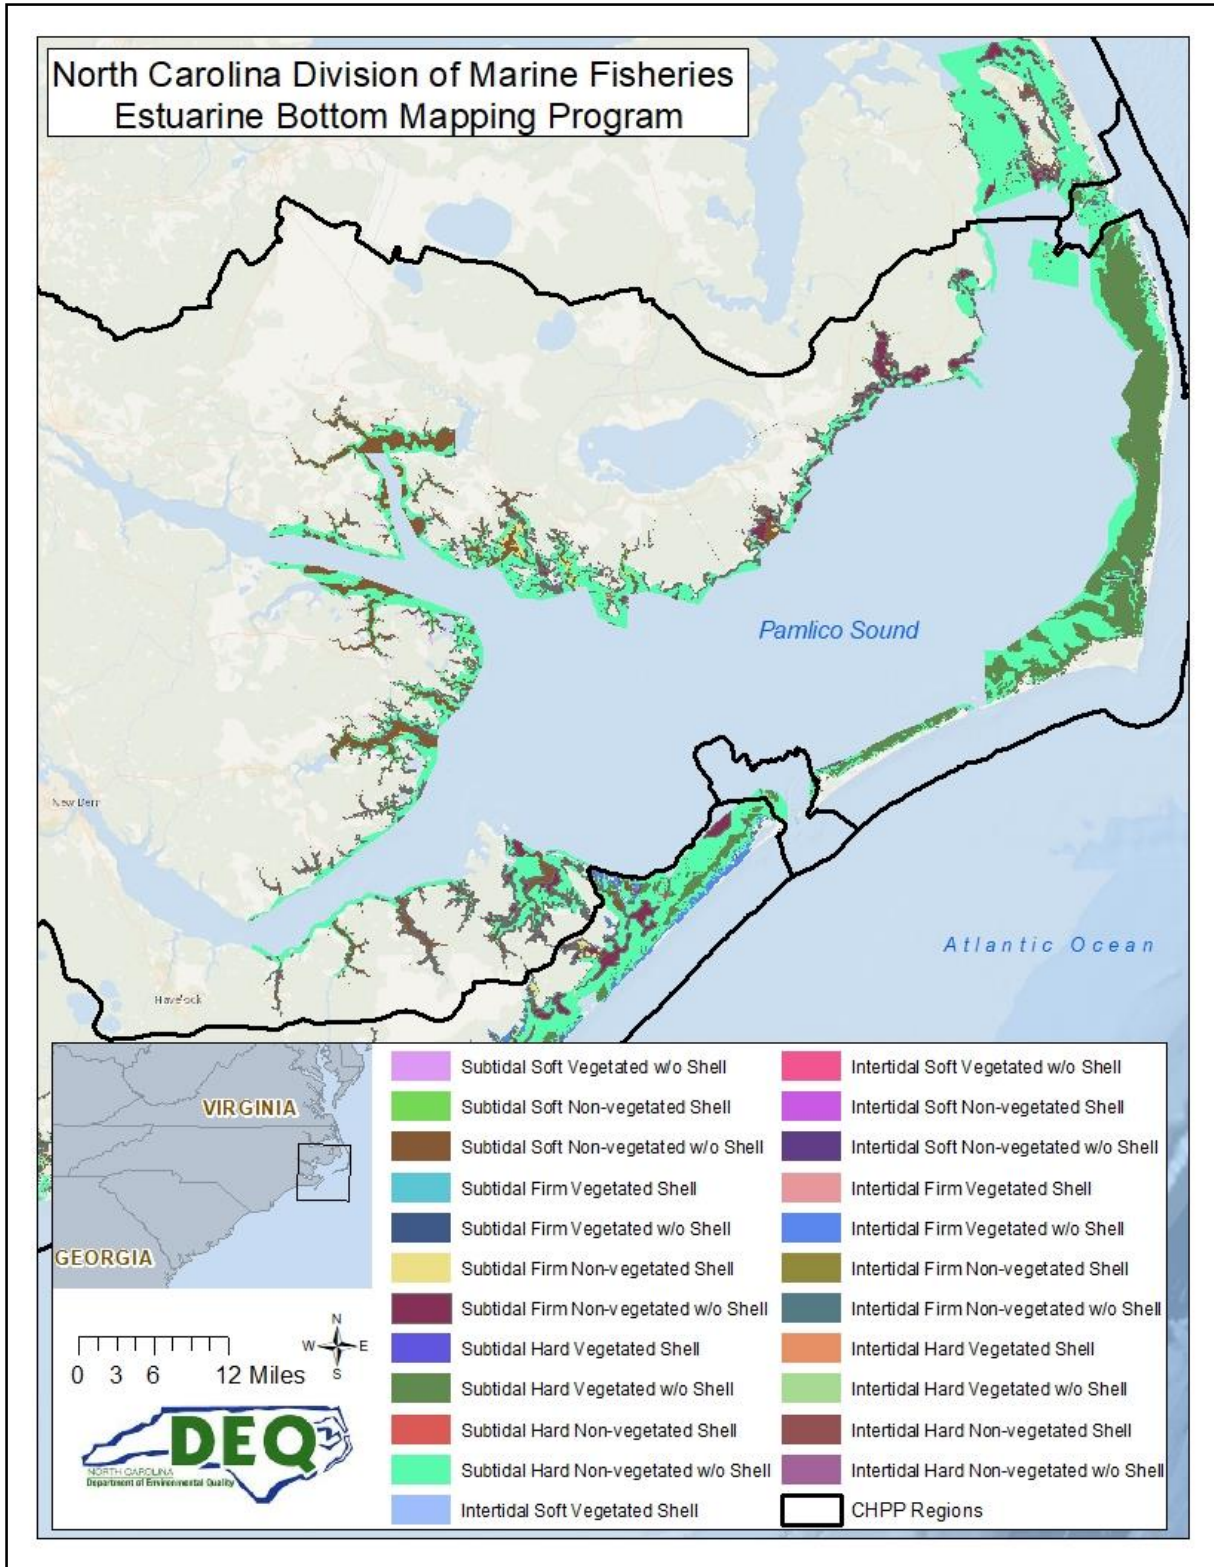 North Carolina Division of Marine Fisheries
Estuarine Bottom Mapping Program
Pamlico Sound
New Bern
Atlantic Ocean
Havelock
VIRGINIA
GEORGIA
N
W E
S
0 3 6 12 Miles
DEQ
NORTH CAROLINA
Department of Environmental Quality
Subtidal Soft Vegetated w/o Shell
Subtidal Soft Non-vegetated Shell
Subtidal Soft Non-vegetated w/o Shell
Subtidal Firm Vegetated Shell
Subtidal Firm Vegetated w/o Shell
Subtidal Firm Non-vegetated Shell
Subtidal Firm Non-vegetated w/o Shell
Subtidal Hard Vegetated Shell
Subtidal Hard Vegetated w/o Shell
Subtidal Hard Non-vegetated Shell
Subtidal Hard Non-vegetated w/o Shell
Intertidal Soft Vegetated Shell
Intertidal Soft Vegetated w/o Shell
Intertidal Soft Non-vegetated Shell
Intertidal Soft Non-vegetated w/o Shell
Intertidal Firm Vegetated Shell
Intertidal Firm Vegetated w/o Shell
Intertidal Firm Non-vegetated Shell
Intertidal Firm Non-vegetated w/o Shell
Intertidal Hard Vegetated Shell
Intertidal Hard Vegetated w/o Shell
Intertidal Hard Non-vegetated Shell
Intertidal Hard Non-vegetated w/o Shell
CHPP Regions